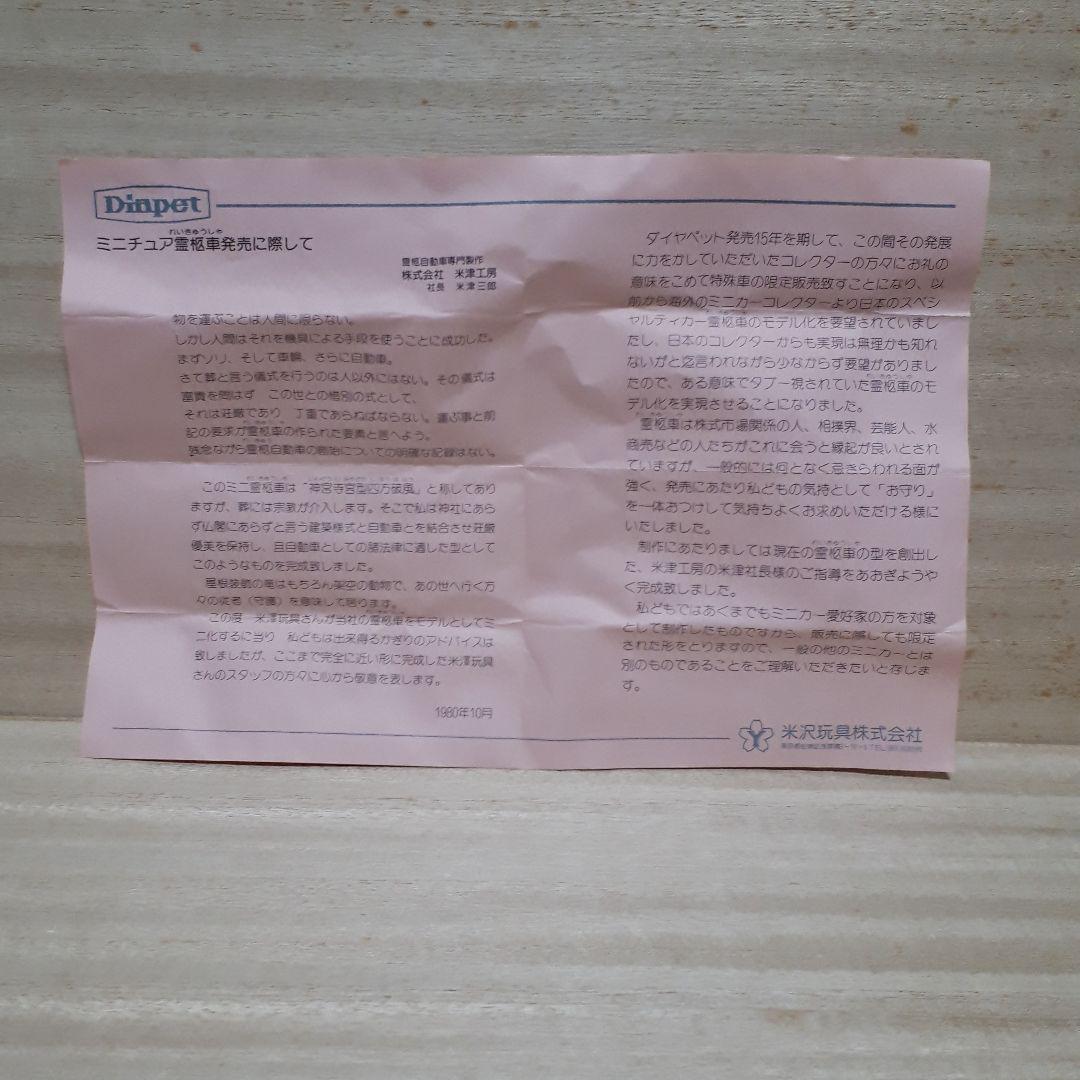 Diapet
ミニチュア霊柩車発売に際して
れいきゅうしゃ
霊柩自動車専門製作
株式会社 米津工房
社長 米津三郎
物を運ぶことは人間に限らない。
しかし人間はそれを機具による手段を使うことに成功した。
まずソリ、そして車輪、さらに自動車。
さて葬と言う儀式を行うのは人以外にはない。その儀式は
富貴を問はず この世との惜別の式として、
それは荘厳であり 丁重であらねばならない。運ぶ事と前
記の要求が霊柩車の作られた要素と言へよう。
残念ながら霊柩自動車の創始についての明確な記録はない。
このミニ霊柩車は「神宮寺宮型四方破風」と称してあり
ますが、葬には宗教が介入します。そこで私は神社にあら
ず仏閣にあらずと言う建築様式と自動車とを結合させ荘厳
優美を保持し、且自動車としての諸法律に適した型として
このようなものを完成致しました。
屋根装飾の竜はもちろん架空の動物で、あの世へ行く方
々の従者（守護）を意味して居ります。
この度 米澤玩具さんが当社の霊柩車をモデルとしてミ
ニ化するに当り 私どもは出来得るかぎりのアドバイスは
致しましたが、ここまで完全に近い形に完成した米澤玩具
さんのスタッフの方々に心から敬意を表します。
1980年10月
ダイヤペット発売15年を期して、この間その発展
に力をかしていただいたコレクターの方々にお礼の
意味をこめて特殊車の限定販売致すことになり、以
前から海外のミニカーコレクターより日本のスペシ
ャルティカー霊柩車のモデル化を要望されていまし
たし、日本のコレクターからも実現は無理かも知れ
ないがと迄言われながら少なからず要望がありまし
たので、ある意味でタブー視されていた霊柩車のモ
デル化を実現させることになりました。
霊柩車は株式市場関係の人、相撲界、芸能人、水
商売などの人たちがこれに会うと縁起が良いとされ
ていますが、一般的には何となく忌きらわれる面が
強く、発売にあたり私どもの気持として「お守り」
を一体おつけして気持ちよくお求めいただける様に
いたしました。
制作にあたりましては現在の霊柩車の型を創出し
た、米津工房の米津社長様のご指導をあおぎようや
く完成致しました。
私どもではあくまでもミニカー愛好家の方を対象
として制作したものですから、販売に際しても限定
された形をとりますので、一般の他のミニカーとは
別のものであることをご理解いただきたいと存じま
す。
米沢玩具株式会社